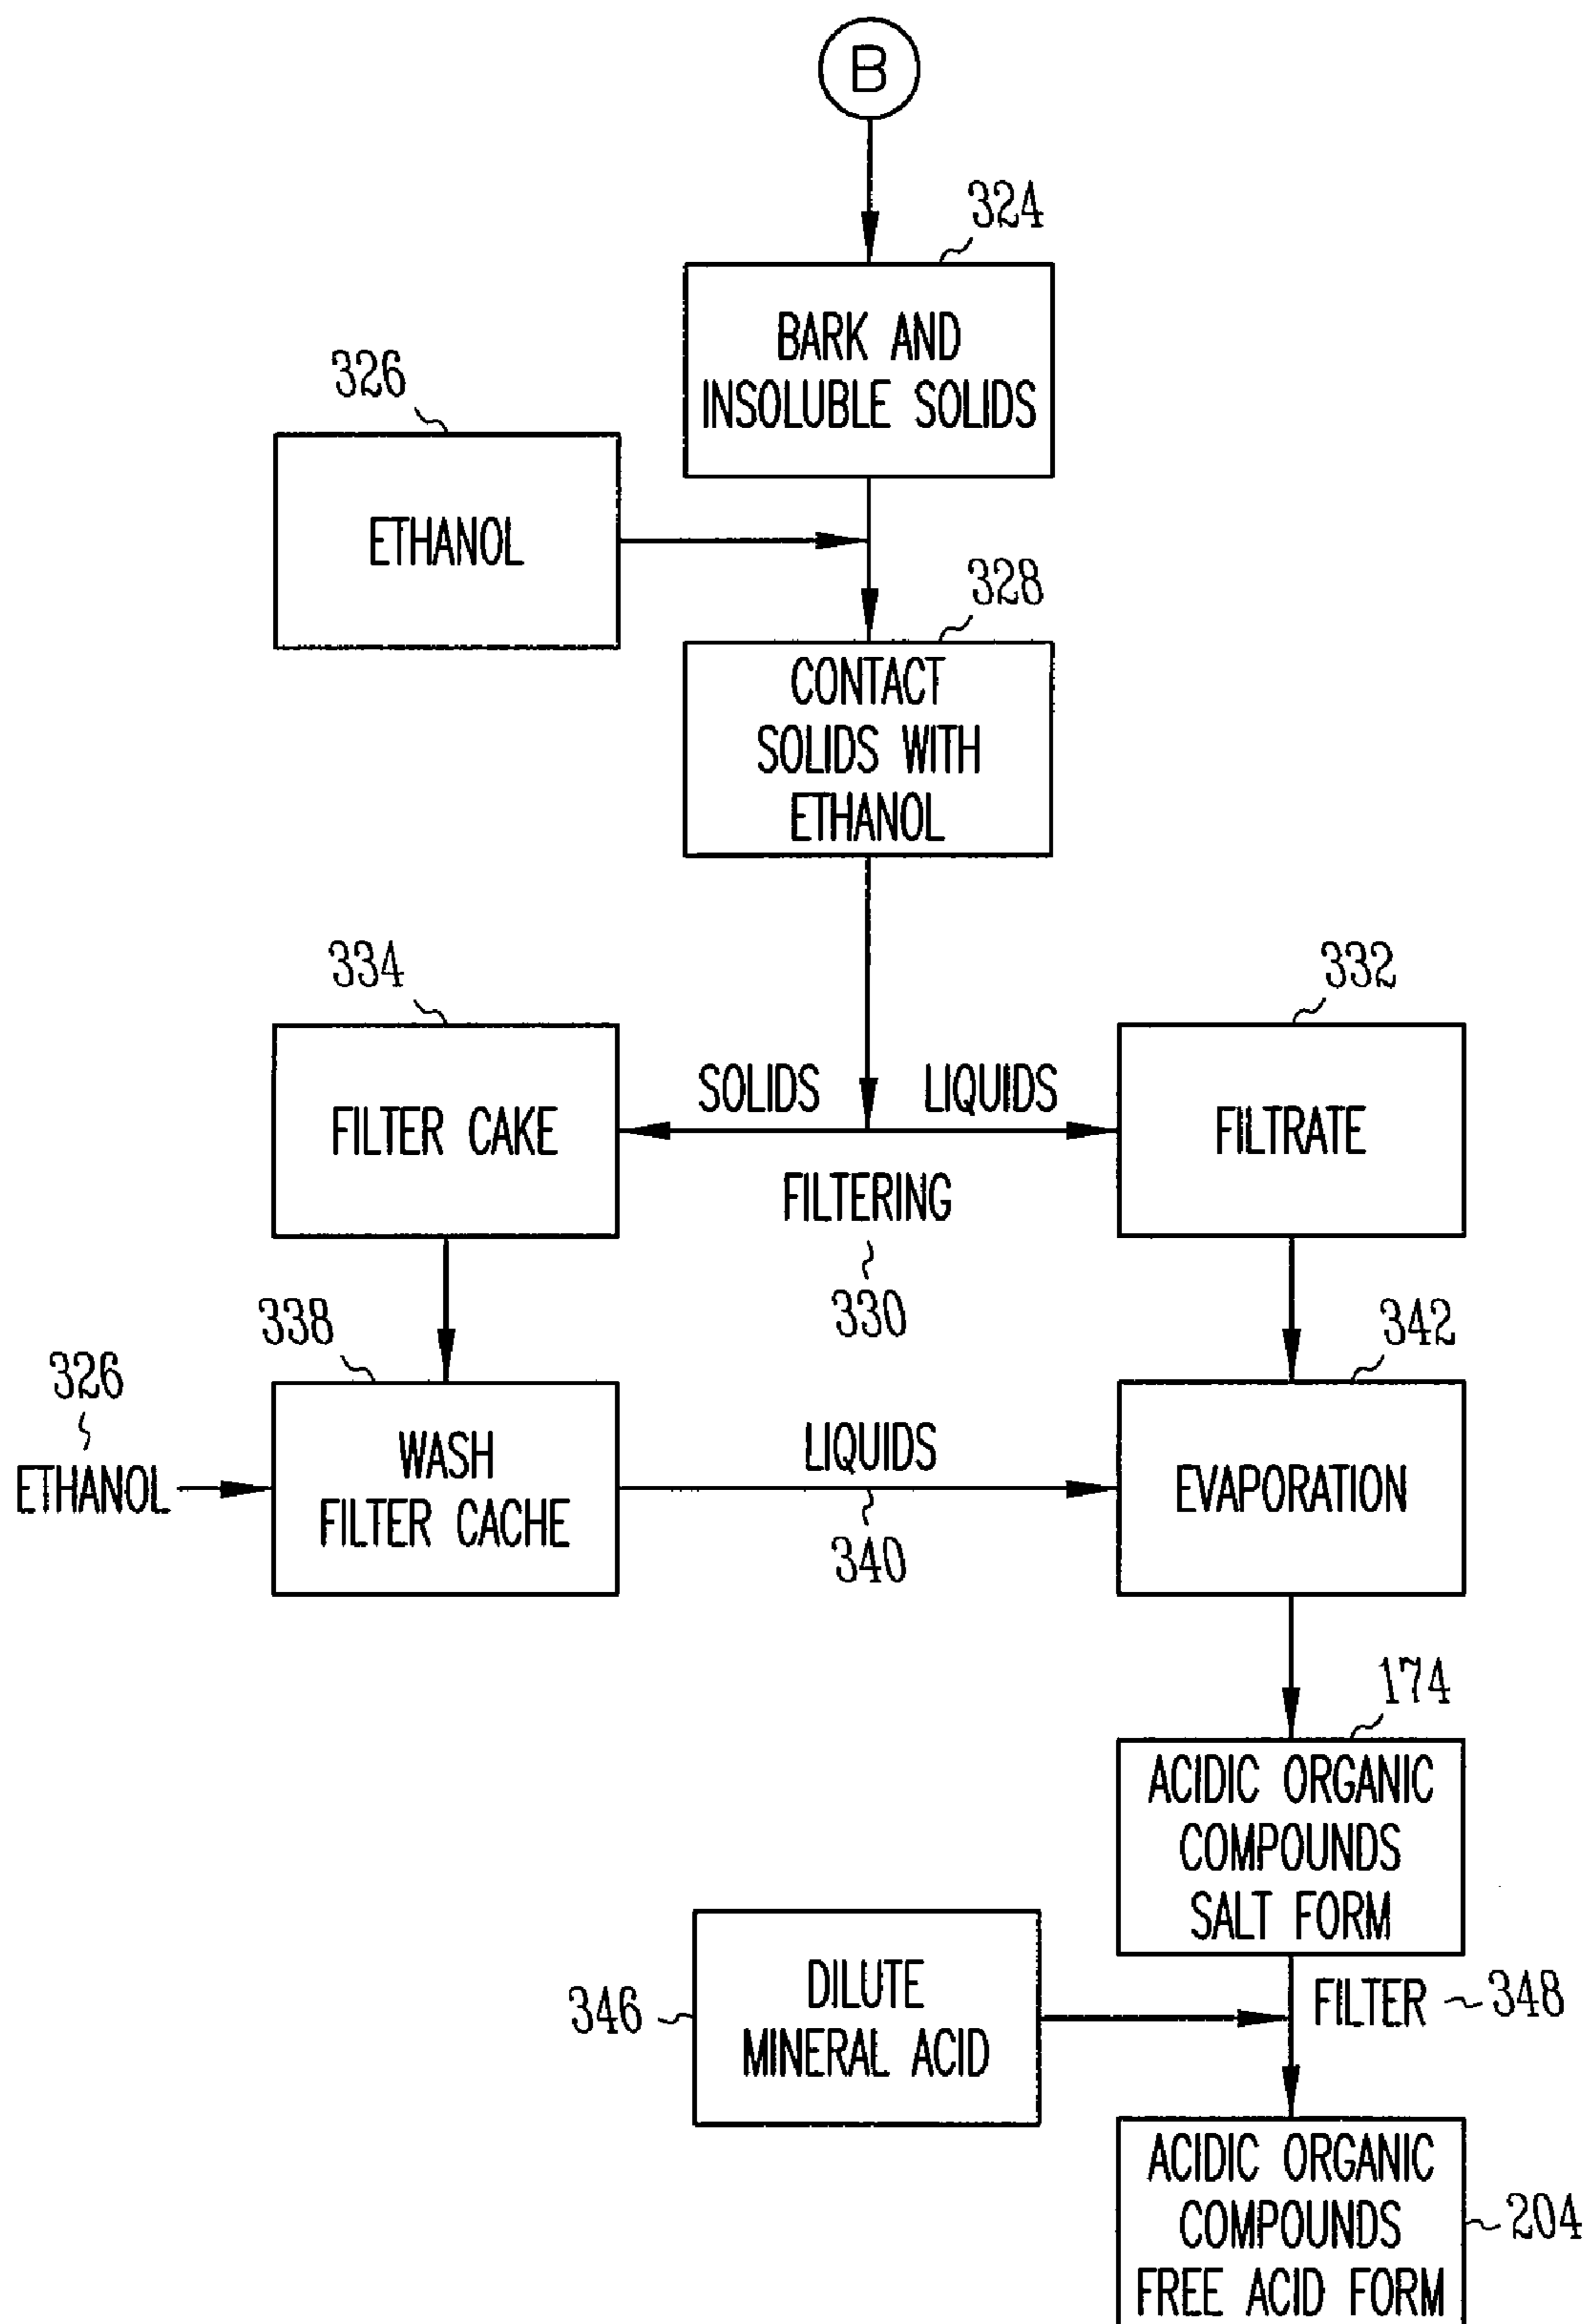 B
324
BARK AND
INSOLUBLE SOLIDS
326
ETHANOL
328
CONTACT
SOLIDS WITH
ETHANOL
334
332
SOLIDS
LIQUIDS
FILTER CAKE
FILTRATE
FILTERING
330
338
342
326
ETHANOL
WASH
FILTER CACHE
LIQUIDS
340
EVAPORATION
174
ACIDIC ORGANIC
COMPOUNDS
SALT FORM
346
DILUTE
MINERAL ACID
FILTER
348
ACIDIC ORGANIC
COMPOUNDS
FREE ACID FORM
204